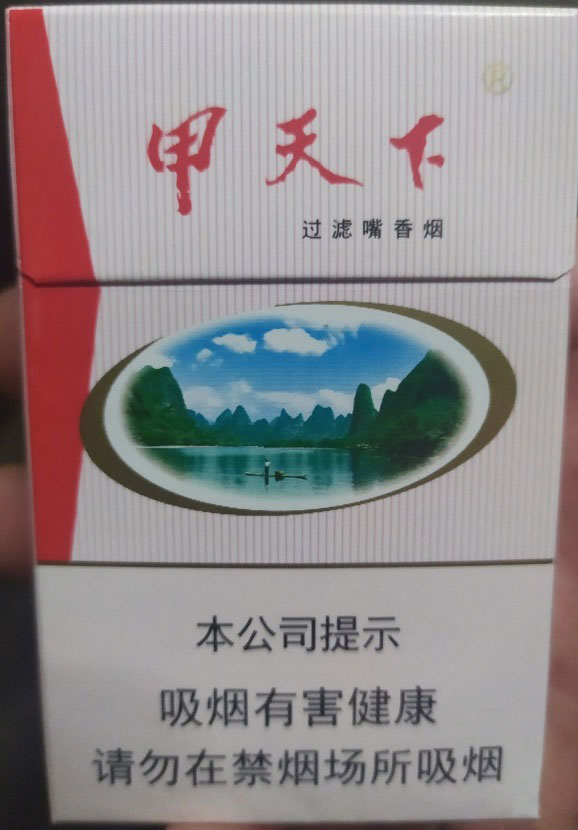 甲天下
过滤嘴香烟
本公司提示
吸烟有害健康
请勿在禁烟场所吸烟